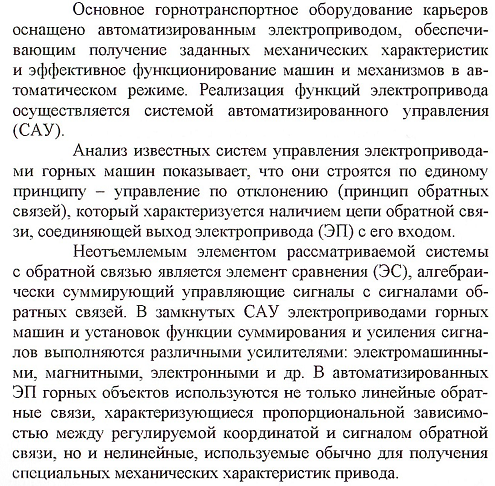 Основное горнотранспортное оборудование карьеров
оснащено автоматизированным электроприводом, обеспечи-
вающим получение заданных механических характеристик
и эффективное функционирование машин и механизмов в ав-
томатическом режиме. Реализация функций электропривода
осуществляется системой автоматизированного управления
(САУ).
Анализ известных систем управления электропривода-
ми горных машин показывает, что они строятся по единому
принципу – управление по отклонению (принцип обратных
связей), который характеризуется наличием цепи обратной свя-
зи, соединяющей выход электропривода (ЭП) с его входом.
Неотъемлемым элементом рассматриваемой системы
с обратной связью является элемент сравнения (ЭС), алгебраи-
чески суммирующий управляющие сигналы с сигналами об-
ратных связей. В замкнутых САУ электроприводами горных
машин и установок функции суммирования и усиления сигна-
лов выполняются различными усилителями: электромашинны-
ми, магнитными, электронными и др. В автоматизированных
ЭП горных объектов используются не только линейные обрат-
ные связи, характеризующиеся пропорциональной зависимо-
стью между регулируемой координатой и сигналом обратной
связи, но и нелинейные, используемые обычно для получения
специальных механических характеристик привода.